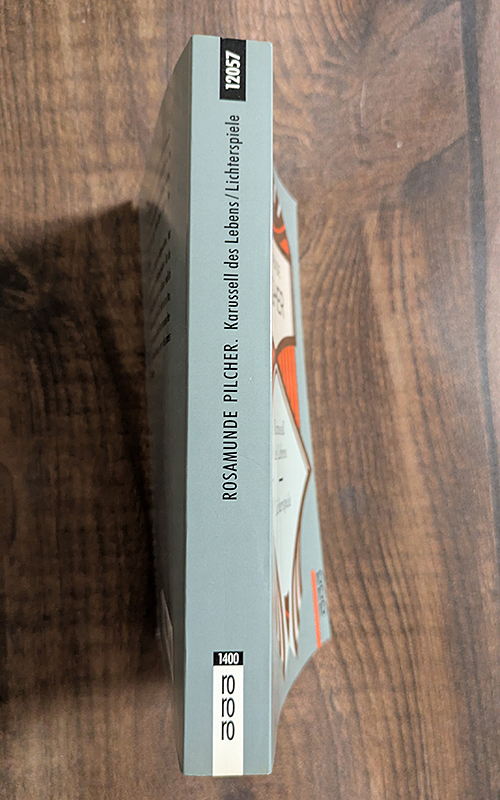 12057
ROSAMUNDE PILCHER. Karussell des Lebens/Lichterspiele
1400
ro
ro
ro